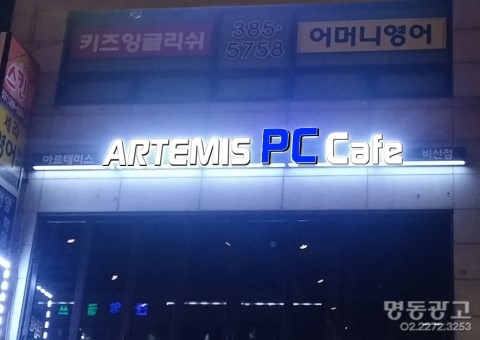 키즈잉글리쉬
385-
5758
어머니영어
아르테미스
ARTEMIS PC Cafe
비산점
명동광고
O2.2272.3253